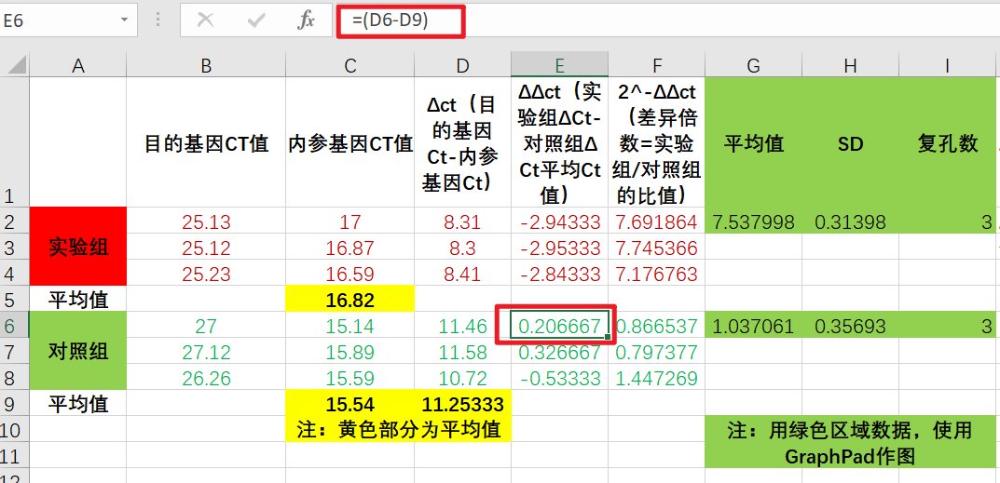 E6 fx =(D6-D9)
A B C D E F G H I
1 目的基因CT值 内参基因CT值 Δct（目的基因Ct-内参基因Ct） ΔΔct（实验组ΔCt-对照组ΔCt平均Ct值） 2^-ΔΔct（差异倍数=实验组/对照组的比值） 平均值 SD 复孔数
2 25.13 17 8.31 -2.94333 7.691864 7.537998 0.31398 3
3 实验组 25.12 16.87 8.3 -2.95333 7.745366
4 25.23 16.59 8.41 -2.84333 7.176763
5 平均值 16.82
6 27 15.14 11.46 0.206667 0.866537 1.037061 0.35693 3
7 对照组 27.12 15.89 11.58 0.326667 0.797377
8 26.26 15.59 10.72 -0.53333 1.447269
9 平均值 15.54 11.25333
10 注：黄色部分为平均值 注：用绿色区域数据，使用
11 GraphPad作图
12